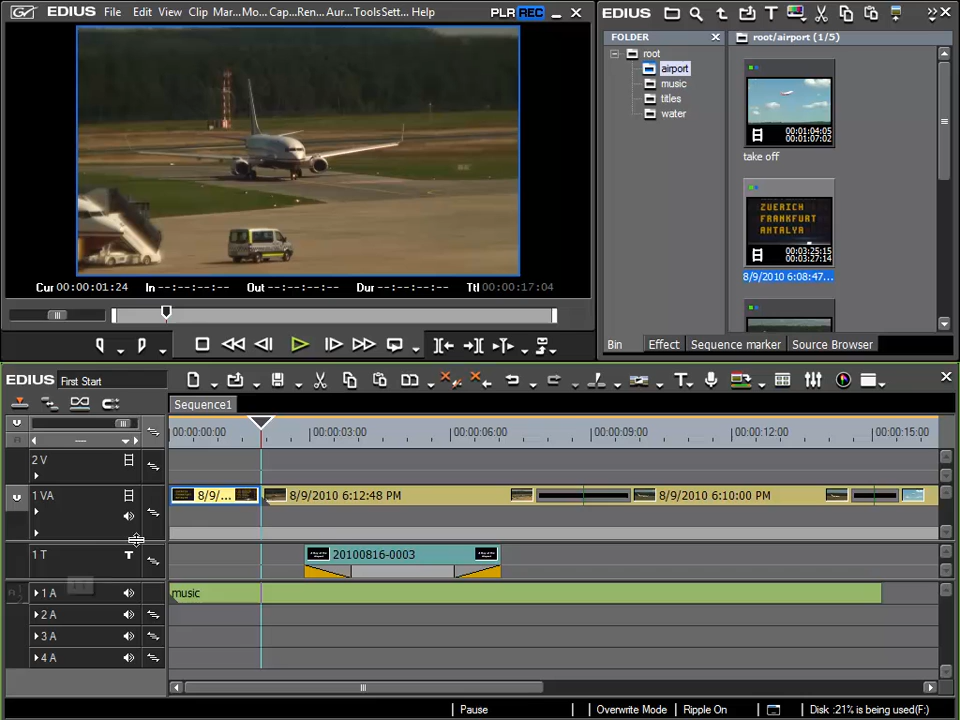 File Edit View Clip Mar... Mo... Cap... Ren... Aur... Tools Sett... Help
PLR REC
Cur 00:00:01:24 In --:--:--:-- Out --:--:--:-- Dur --:--:--:-- Ttl 00:00:17:04
EDIUS
FOLDER
root
airport
music
titles
water
root/airport (1/5)
00:01:04:05
00:01:07:02
take off
ZUERICH
FRANKFURT
ANTALYA
00:03:25:15
00:03:27:14
8/9/2010 6:08:47...
Bin Effect Sequence marker Source Browser
EDIUS First Start
Sequence1
00:00:00:00 00:00:03:00 00:00:06:00 00:00:09:00 00:00:12:00 00:00:15:00
2 V
1 VA 8/9/... 8/9/2010 6:12:48 PM 8/9/2010 6:10:00 PM
1 T T 20100816-0003
1 A music
2 A
3 A
4 A
Pause Overwrite Mode Ripple On Disk :21% is being used(F:)